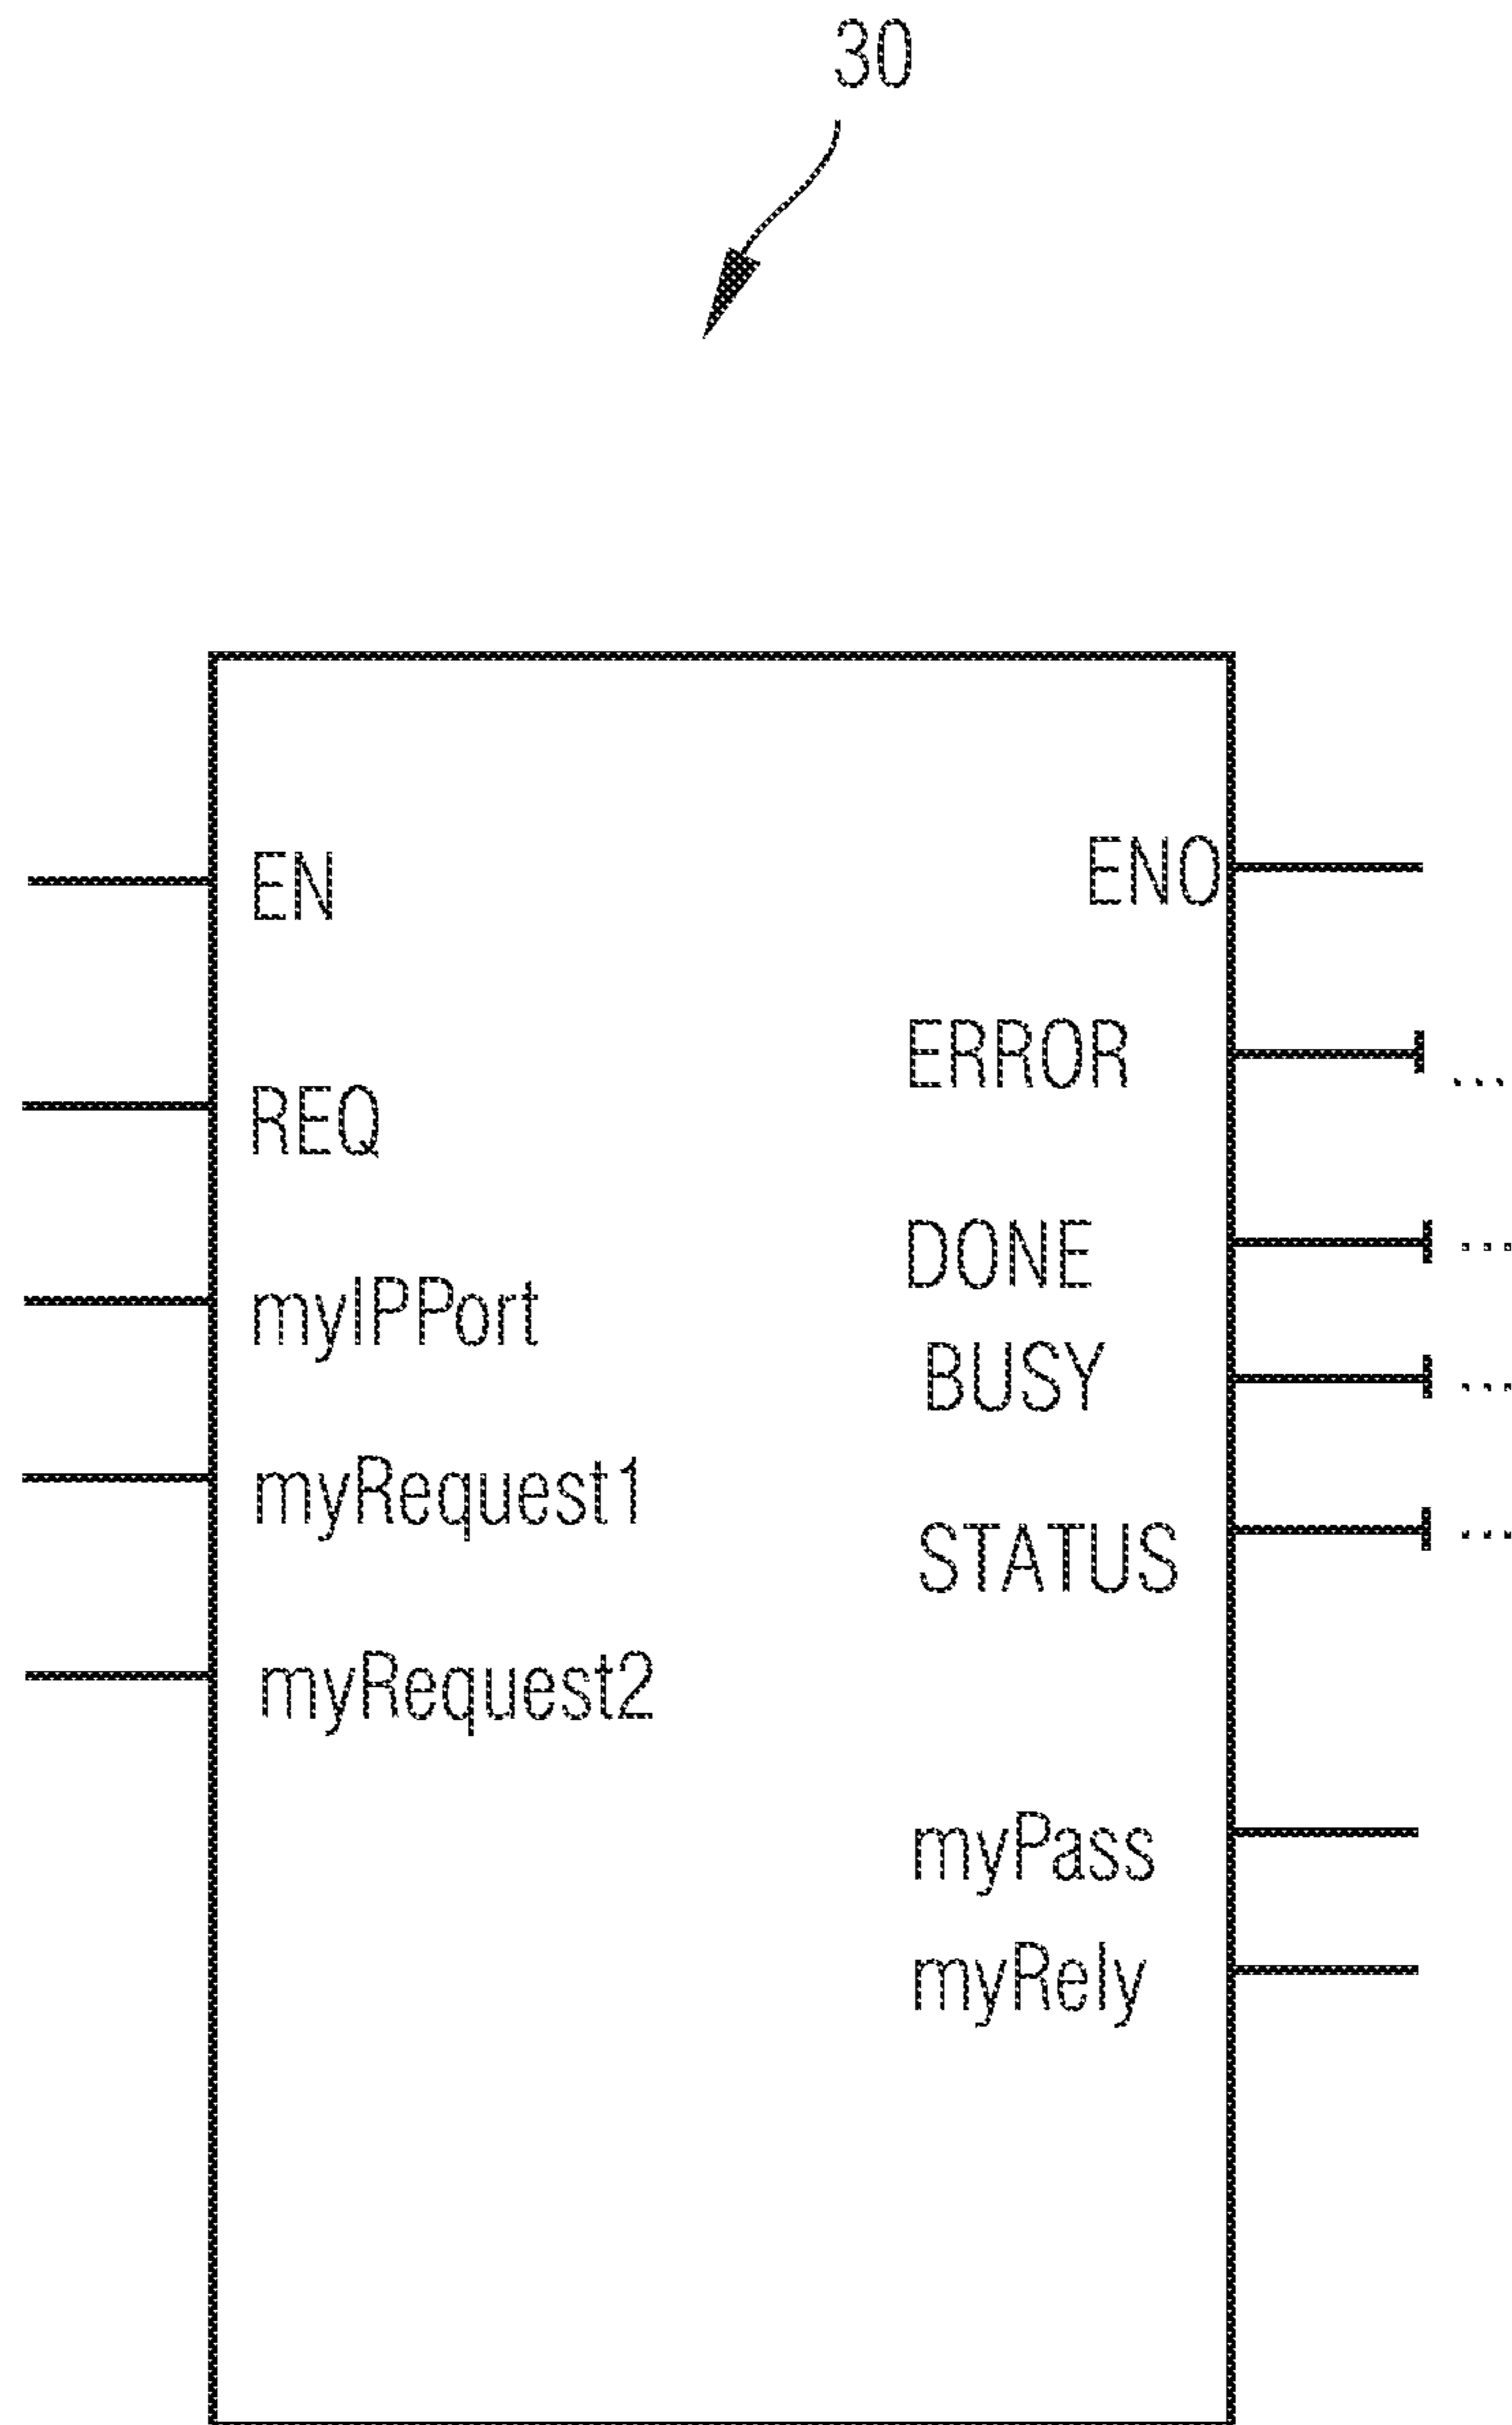 30
EN
ENO
ERROR
REQ
DONE
myIPPort
BUSY
myRequest1
STATUS
myRequest2
myPass
myRely